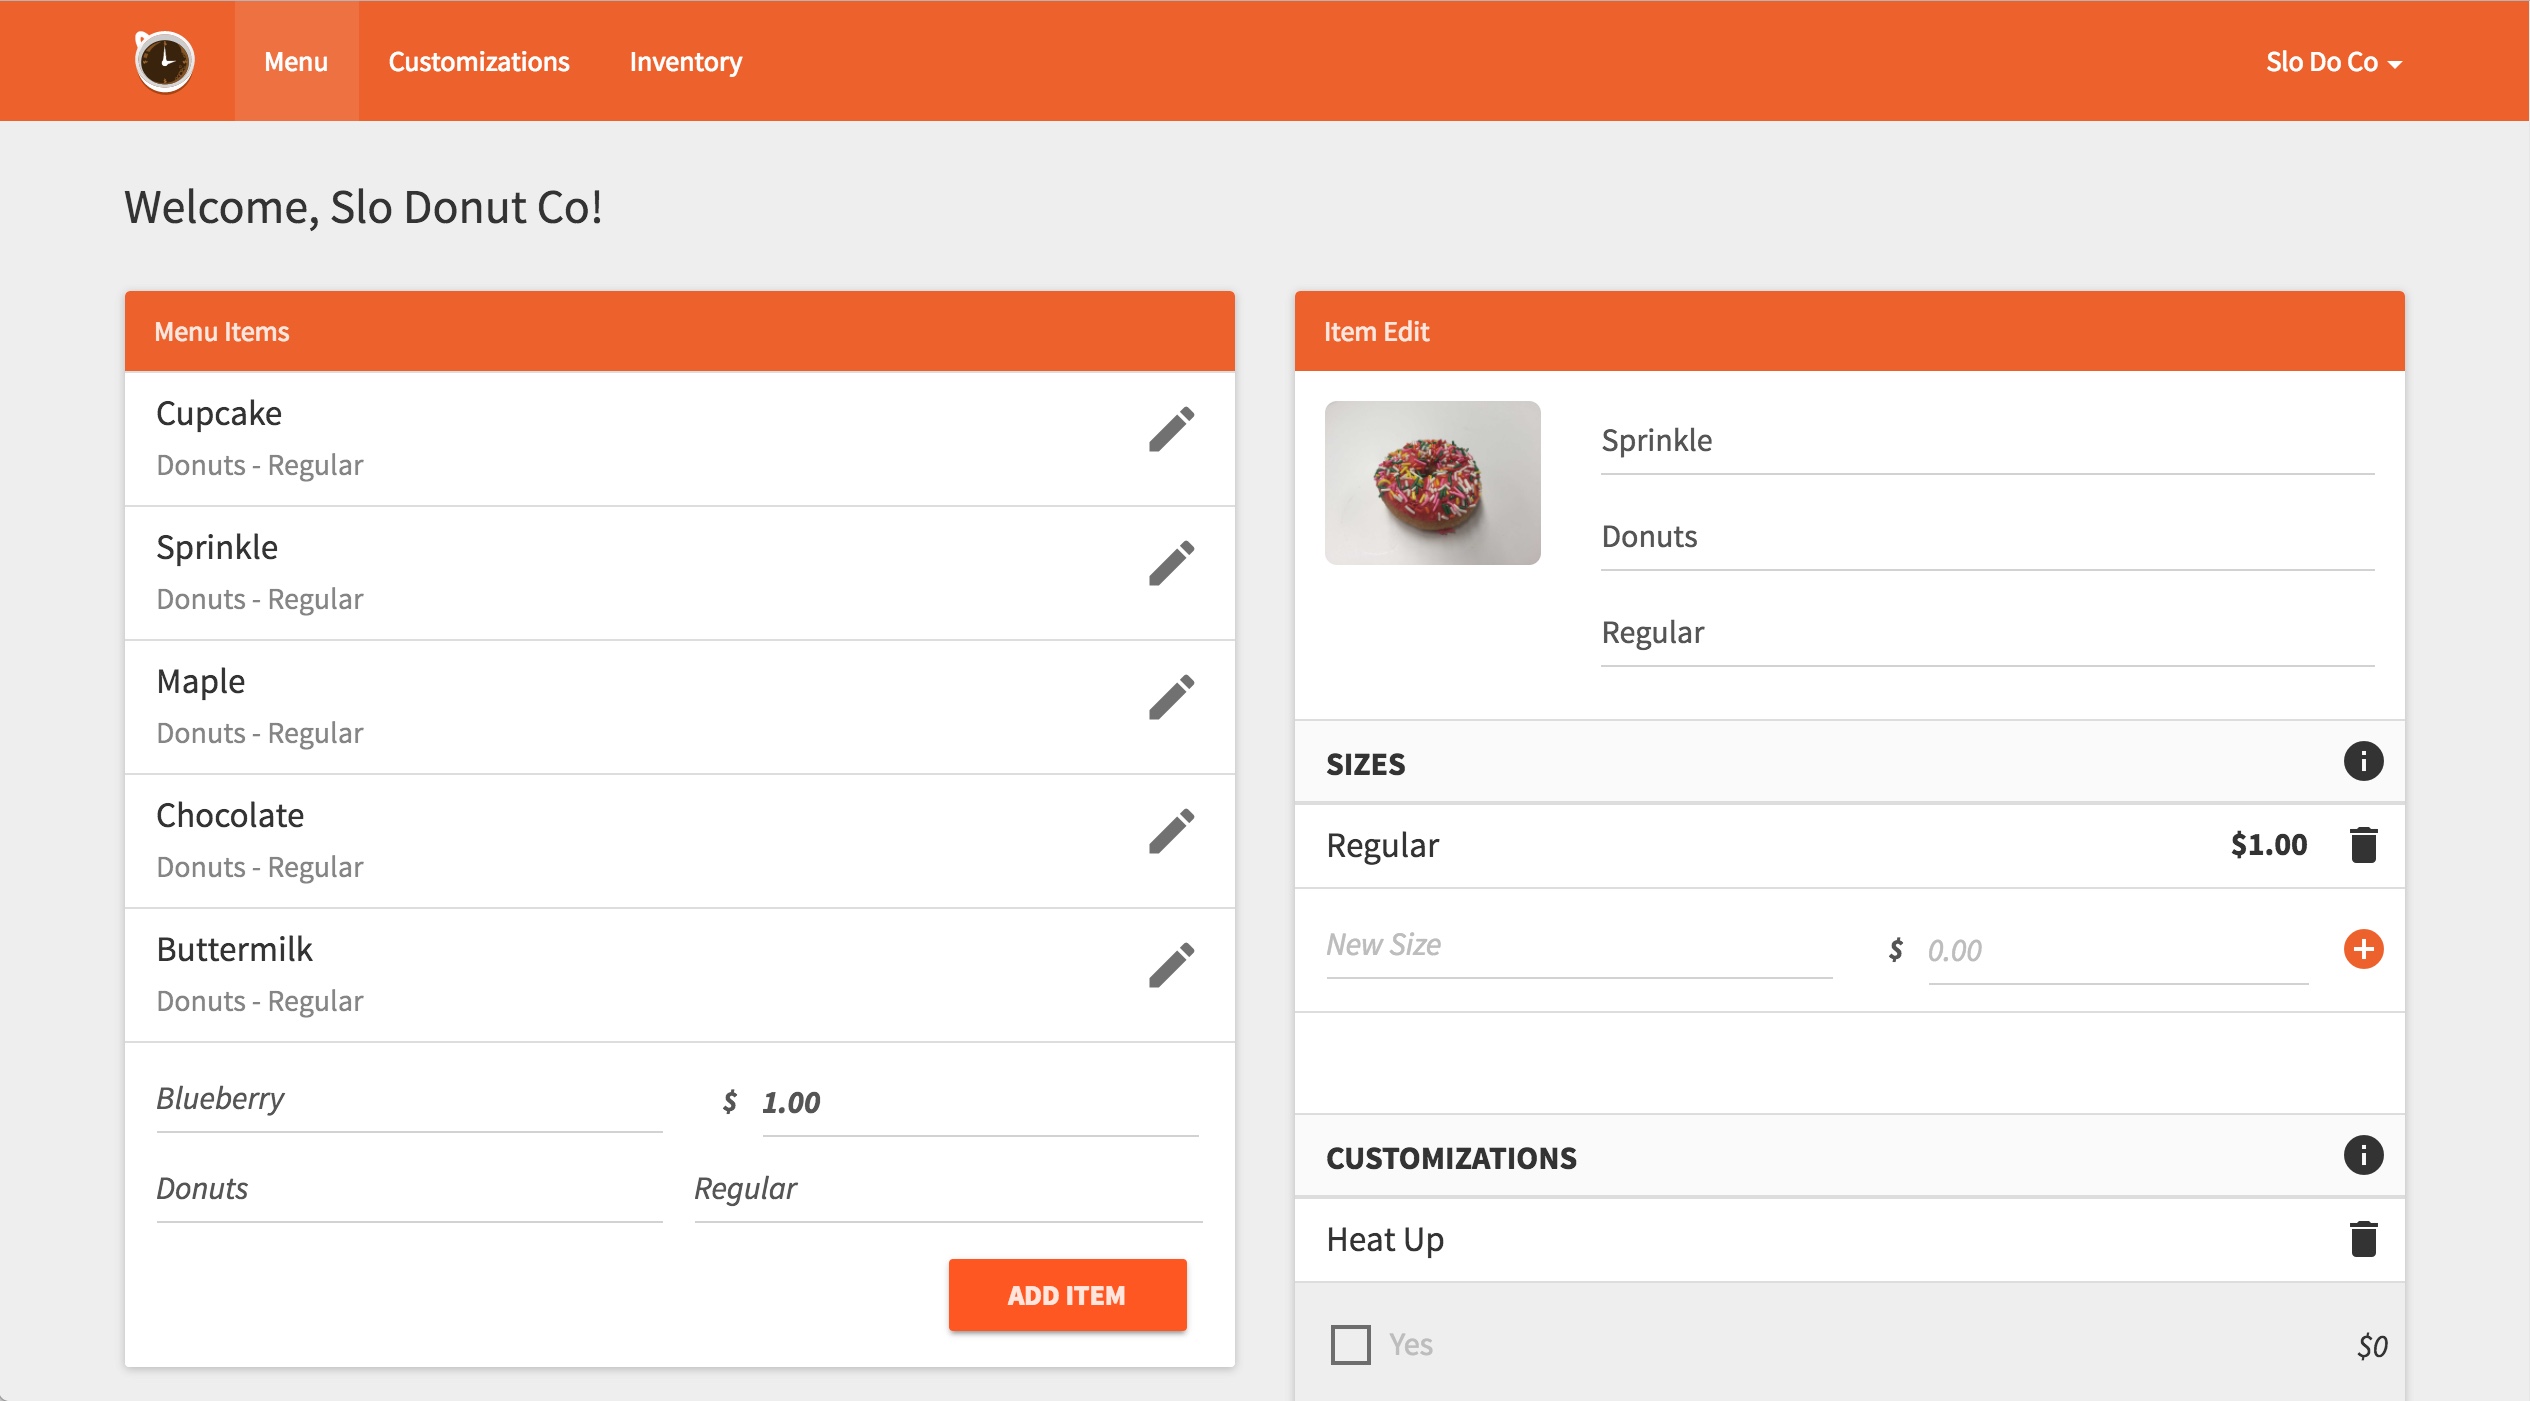 Menu
Customizations
Inventory
Slo Do Co
Welcome, Slo Donut Co!
Menu Items
Cupcake
Donuts - Regular
Sprinkle
Donuts - Regular
Maple
Donuts - Regular
Chocolate
Donuts - Regular
Buttermilk
Donuts - Regular
Blueberry
$ 1.00
Donuts
Regular
ADD ITEM
Item Edit
Sprinkle
Donuts
Regular
SIZES
Regular
$1.00
New Size
$ 0.00
CUSTOMIZATIONS
Heat Up
Yes
$0